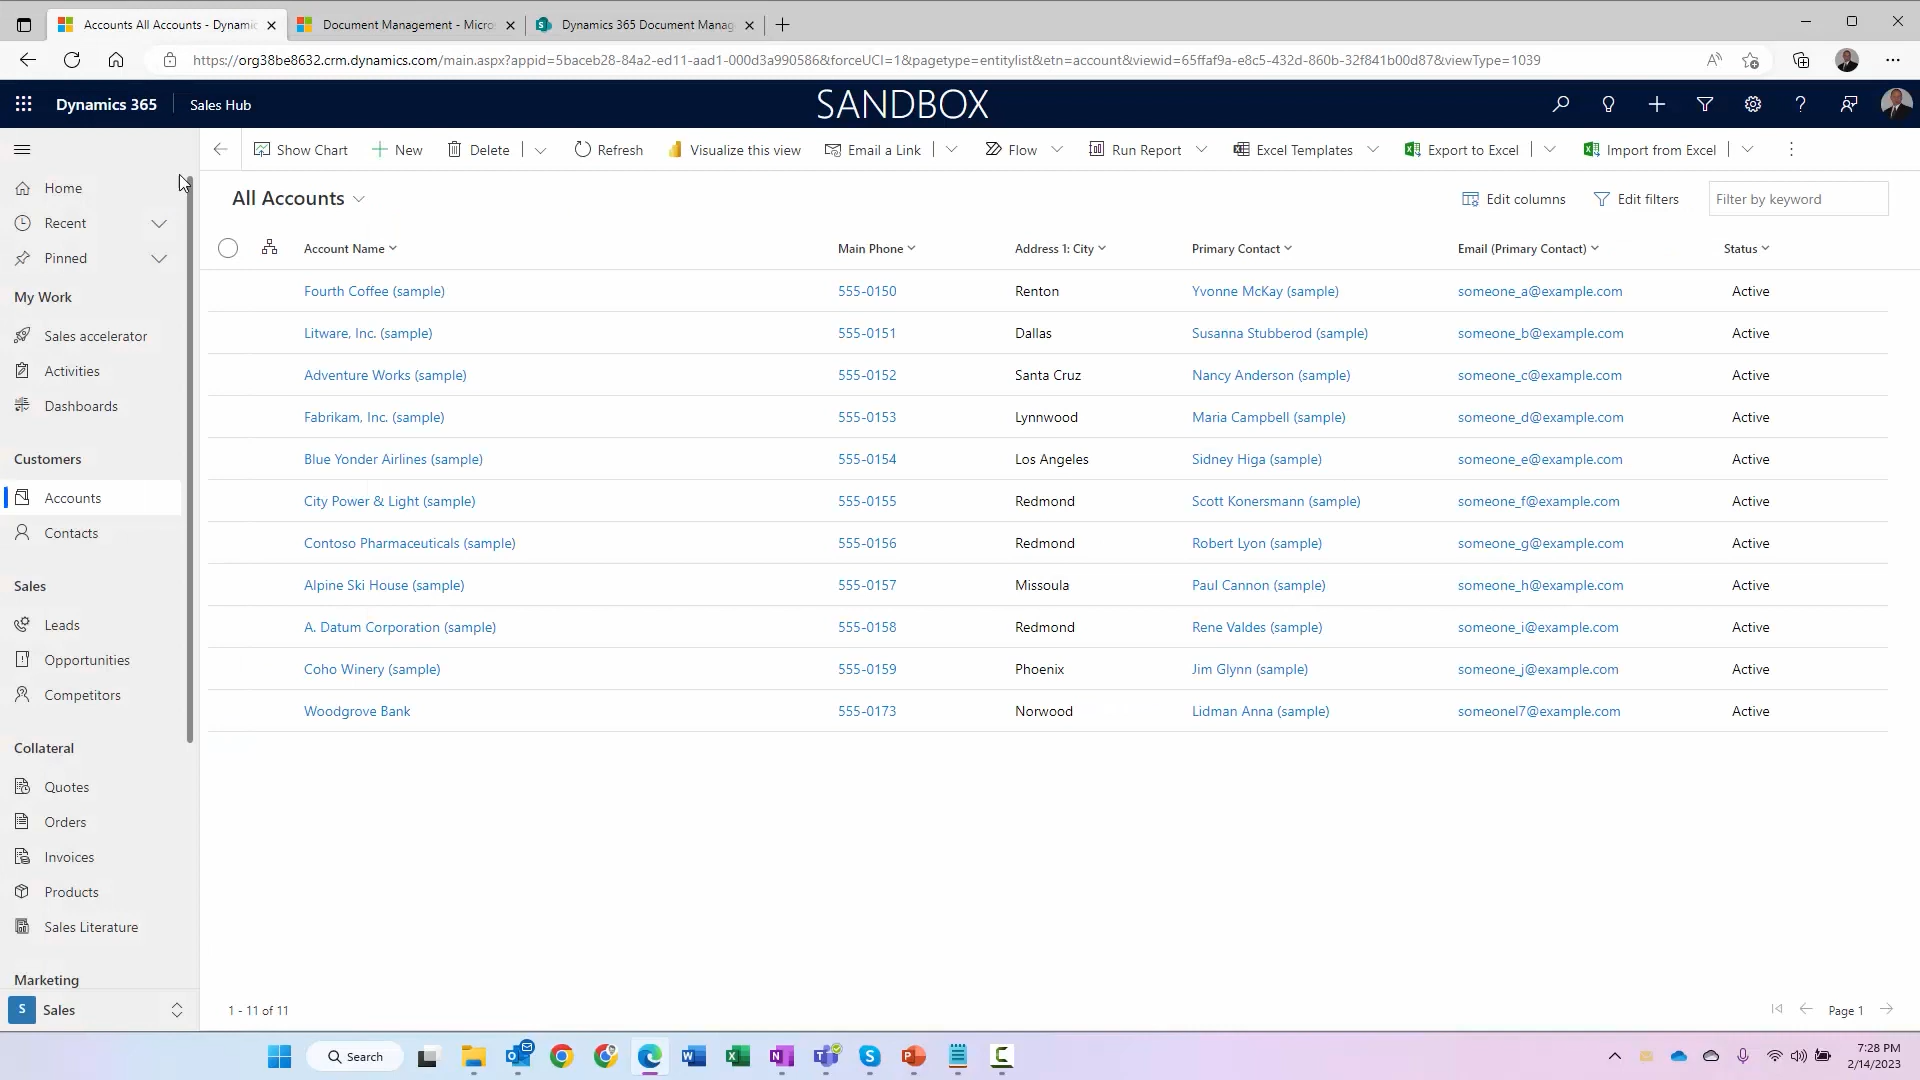 Accounts All Accounts - Dynamic
Document Management - Micro
Dynamics 365 Document Manag
https://org38be8632.crm.dynamics.com/main.aspx?appid=5baceb28-84a2-ed11-aad1-000d3a990586&forceUCI=1&pagetype=entitylist&etn=account&viewid=65ffaf9a-e8c5-432d-860b-32f841b00d87&viewType=1039
Dynamics 365
Sales Hub
SANDBOX
Show Chart
New
Delete
Refresh
Visualize this view
Email a Link
Flow
Run Report
Excel Templates
Export to Excel
Import from Excel
Home
Recent
Pinned
My Work
Sales accelerator
Activities
Dashboards
Customers
Accounts
Contacts
Sales
Leads
Opportunities
Competitors
Collateral
Quotes
Orders
Invoices
Products
Sales Literature
Marketing
S Sales
All Accounts
Edit columns
Edit filters
Filter by keyword
Account Name Main Phone Address 1: City Primary Contact Email (Primary Contact) Status
Fourth Coffee (sample) 555-0150 Renton Yvonne McKay (sample) someone_a@example.com Active
Litware, Inc. (sample) 555-0151 Dallas Susanna Stubberod (sample) someone_b@example.com Active
Adventure Works (sample) 555-0152 Santa Cruz Nancy Anderson (sample) someone_c@example.com Active
Fabrikam, Inc. (sample) 555-0153 Lynnwood Maria Campbell (sample) someone_d@example.com Active
Blue Yonder Airlines (sample) 555-0154 Los Angeles Sidney Higa (sample) someone_e@example.com Active
City Power & Light (sample) 555-0155 Redmond Scott Konersmann (sample) someone_f@example.com Active
Contoso Pharmaceuticals (sample) 555-0156 Redmond Robert Lyon (sample) someone_g@example.com Active
Alpine Ski House (sample) 555-0157 Missoula Paul Cannon (sample) someone_h@example.com Active
A. Datum Corporation (sample) 555-0158 Redmond Rene Valdes (sample) someone_i@example.com Active
Coho Winery (sample) 555-0159 Phoenix Jim Glynn (sample) someone_j@example.com Active
Woodgrove Bank 555-0173 Norwood Lidman Anna (sample) someonel7@example.com Active
1 - 11 of 11
Page 1
Search
7:28 PM
2/14/2023